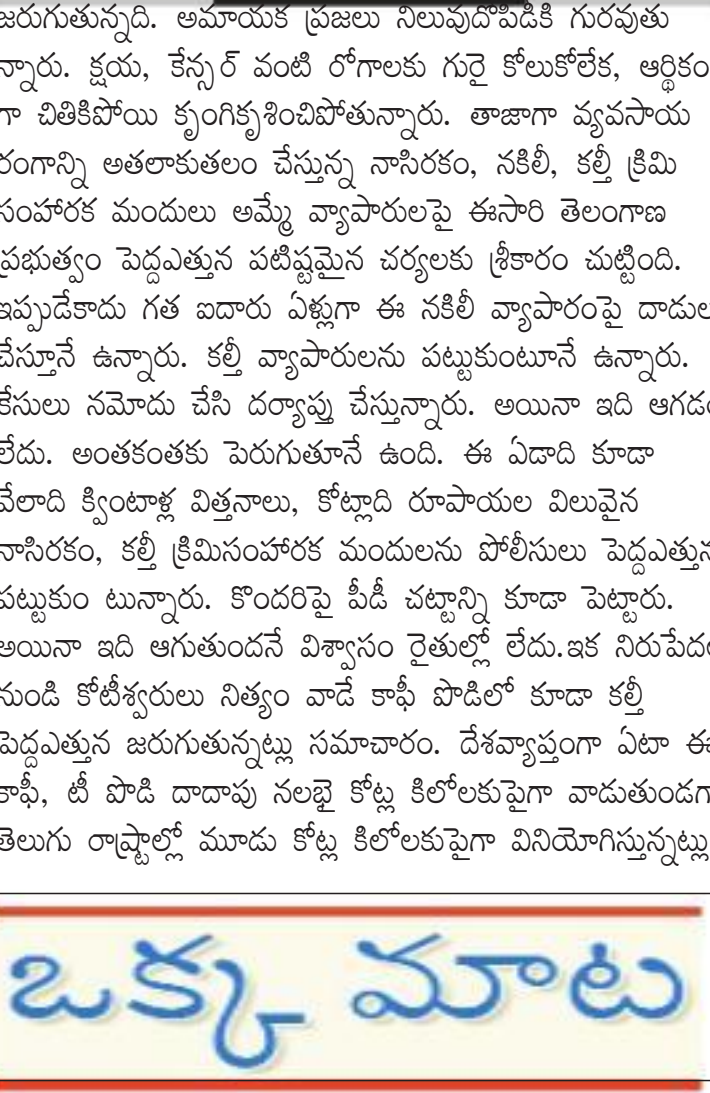 జరుగుతున్నది. అమాయక ప్రజలు నిలువుదోపిడీకి గురవుతు
న్నారు. క్షయ, కేన్సర్ వంటి రోగాలకు గురై కోలుకోలేక, ఆర్థికం
గా చితికిపోయి కృంగికృశించిపోతున్నారు. తాజాగా వ్యవసాయ
రంగాన్ని అతలాకుతలం చేస్తున్న నాసిరకం, నకిలీ, కల్తీ క్రిమి
సంహారక మందులు అమ్మే వ్యాపారులపై ఈసారి తెలంగాణ
ప్రభుత్వం పెద్దఎత్తున పటిష్టమైన చర్యలకు శ్రీకారం చుట్టింది.
ఇప్పుడేకాదు గత ఐదారు ఏళ్లుగా ఈ నకిలీ వ్యాపారంపై దాడుల
చేస్తూనే ఉన్నారు. కల్తీ వ్యాపారులను పట్టుకుంటూనే ఉన్నారు.
కేసులు నమోదు చేసి దర్యాప్తు చేస్తున్నారు. అయినా ఇది ఆగడం
లేదు. అంతకంతకు పెరుగుతూనే ఉంది. ఈ ఏడాది కూడా
వేలాది క్వింటాళ్ల విత్తనాలు, కోట్లాది రూపాయల విలువైన
నాసిరకం, కల్తీ క్రిమిసంహారక మందులను పోలీసులు పెద్దఎత్తున
పట్టుకుం టున్నారు. కొందరిపై పీడీ చట్టాన్ని కూడా పెట్టారు.
అయినా ఇది ఆగుతుందనే విశ్వాసం రైతుల్లో లేదు.ఇక నిరుపేదల
నుండి కోటీశ్వరులు నిత్యం వాడే కాఫీ పొడిలో కూడా కల్తీ
పెద్దఎత్తున జరుగుతున్నట్లు సమాచారం. దేశవ్యాప్తంగా ఏటా ఈ
కాఫీ, టీ పొడి దాదాపు నలభై కోట్ల కిలోలకుపైగా వాడుతుండగా
తెలుగు రాష్ట్రాల్లో మూడు కోట్ల కిలోలకుపైగా వినియోగిస్తున్నట్లు
ఒక్క మాట